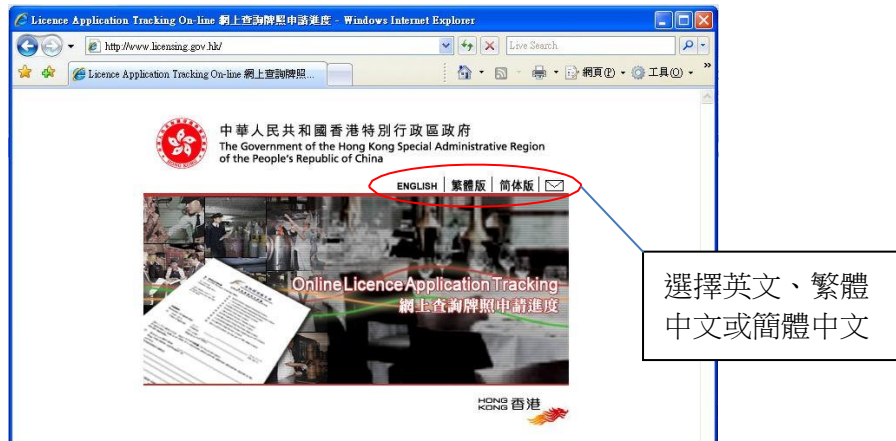 Licence Application Tracking On-line 網上查詢牌照申請進度 - Windows Internet Explorer
http://www.licensing.gov.hk/
Live Search
Licence Application Tracking On-line 網上查詢牌照...
網頁(P)
工具(O)
»
中華人民共和國香港特別行政區政府
The Government of the Hong Kong Special Administrative Region
of the People's Republic of China
ENGLISH | 繁體版 | 简体版 |
Online Licence Application Tracking
網上查詢牌照申請進度
選擇英文、繁體
中文或簡體中文
HONG KONG 香港